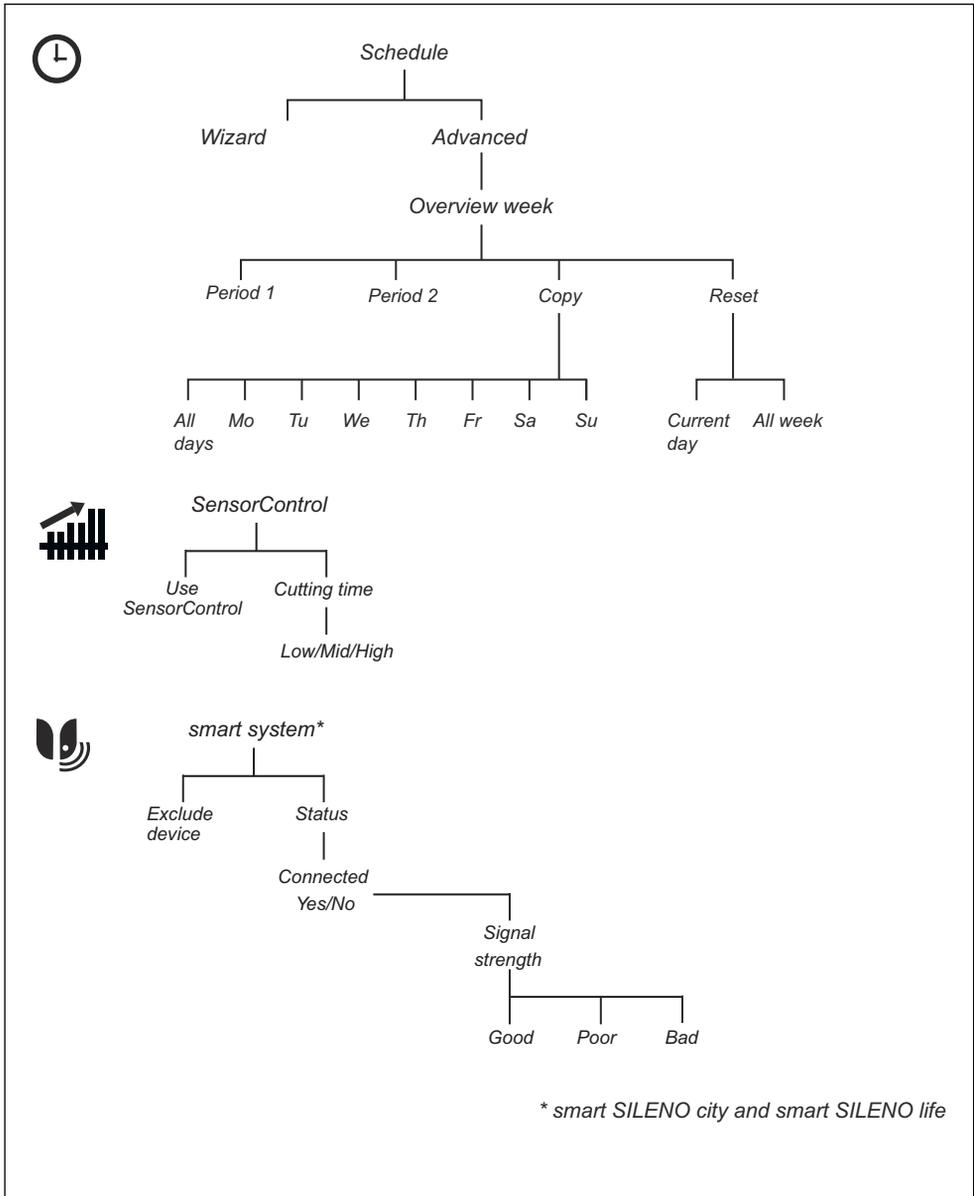 Schedule
Wizard Advanced
Overview week
Period 1 Period 2 Copy Reset
All days Mo Tu We Th Fr Sa Su Current day All week
SensorControl
Use SensorControl Cutting time
Low/Mid/High
smart system*
Exclude device Status
Connected
Yes/No
Signal
strength
Good Poor Bad
* smart SILENO city and smart SILENO life